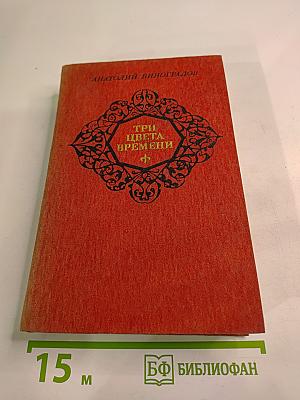 АНАТОЛИЙ ВИНОГРАДОВ
ТРИ
ЦВЕТА
ВРЕМЕНИ
15 м
БФ БИБЛИОФАН